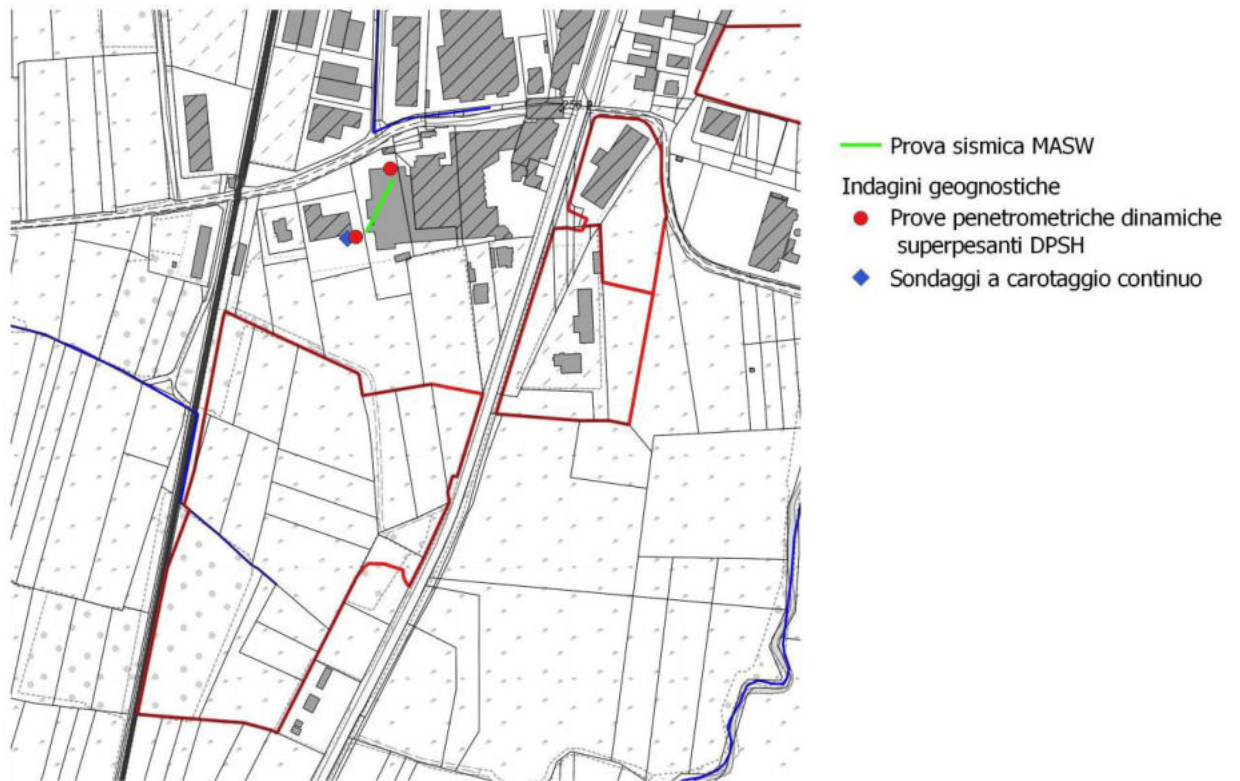 Prova sismica MASW
Indagini geognostiche
Prove penetrometriche dinamiche
superpesanti DPSH
Sondaggi a carotaggio continuo